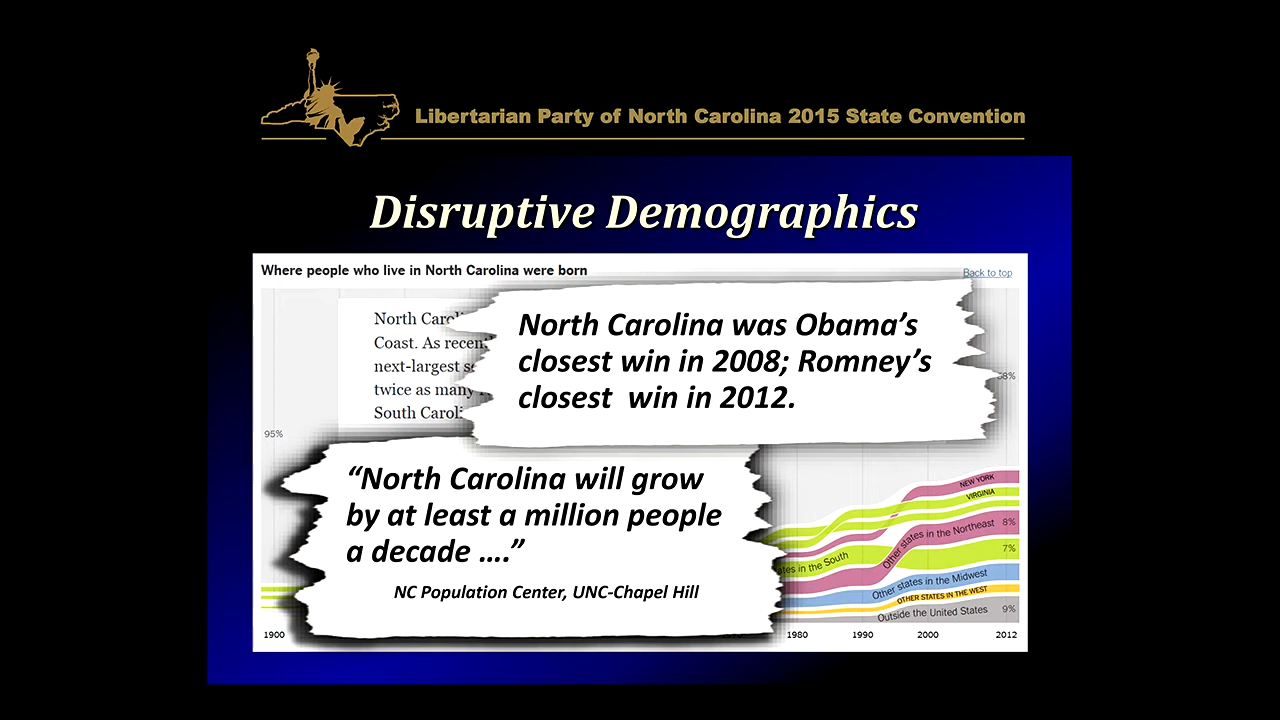 Libertarian Party of North Carolina 2015 State Convention
Disruptive Demographics
Where people who live in North Carolina were born
Back to top
North
Coast. As
next-largest
twice as many
South
North Carolina was Obama's
closest win in 2008; Romney's
closest win in 2012.
95%
“North Carolina will grow
by at least a million people
a decade ....”
NC Population Center, UNC-Chapel Hill
NEW YORK
VIRGINIA
Other states in the Northeast 8%
7%
in the South
Other states in the Midwest
OTHER STATES IN THE WEST
Outside the United States 9%
1900
1980 1990 2000 2012